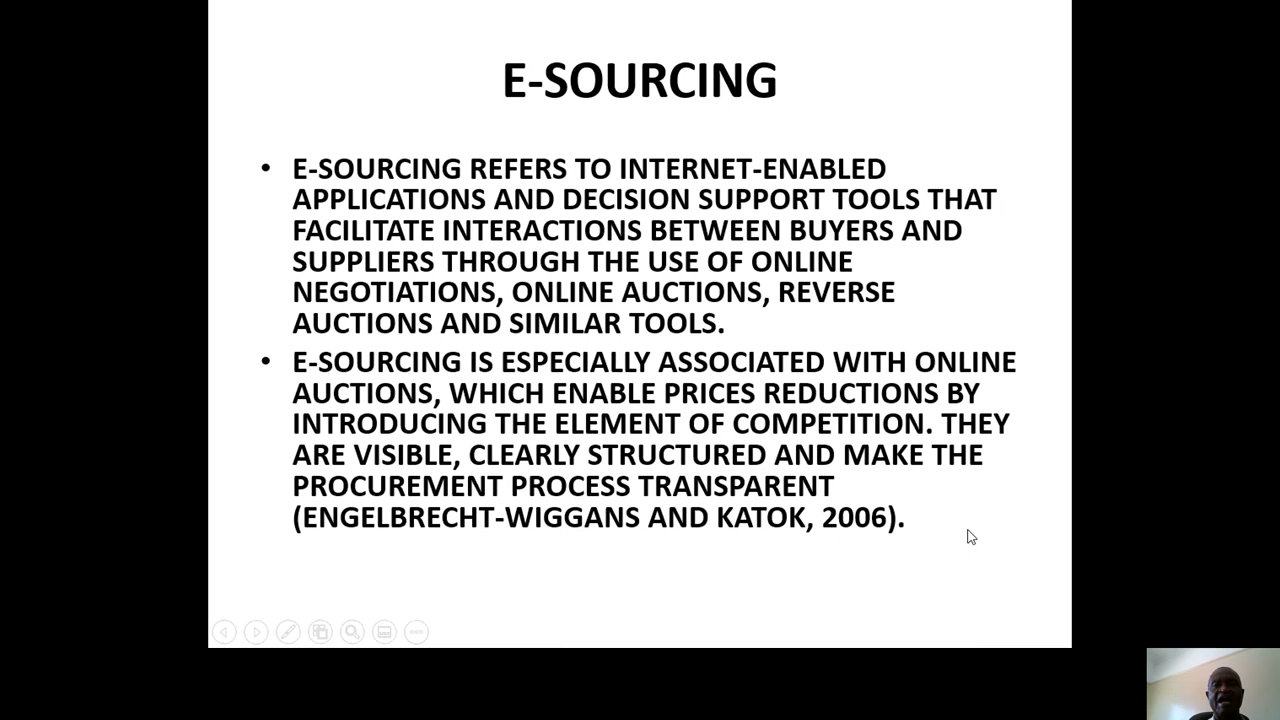 E-SOURCING
• E-SOURCING REFERS TO INTERNET-ENABLED
APPLICATIONS AND DECISION SUPPORT TOOLS THAT
FACILITATE INTERACTIONS BETWEEN BUYERS AND
SUPPLIERS THROUGH THE USE OF ONLINE
NEGOTIATIONS, ONLINE AUCTIONS, REVERSE
AUCTIONS AND SIMILAR TOOLS.
• E-SOURCING IS ESPECIALLY ASSOCIATED WITH ONLINE
AUCTIONS, WHICH ENABLE PRICES REDUCTIONS BY
INTRODUCING THE ELEMENT OF COMPETITION. THEY
ARE VISIBLE, CLEARLY STRUCTURED AND MAKE THE
PROCUREMENT PROCESS TRANSPARENT
(ENGELBRECHT-WIGGANS AND KATOK, 2006).